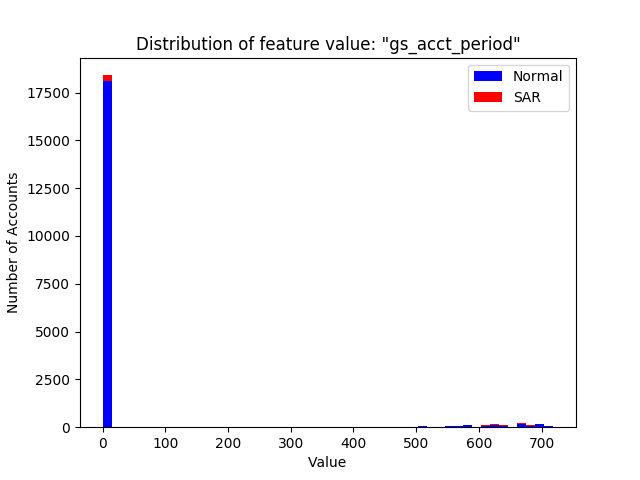 Distribution of feature value: "gs_acct_period"
Normal
SAR
Number of Accounts
17500
15000
12500
10000
7500
5000
2500
0
0 100 200 300 400 500 600 700
Value